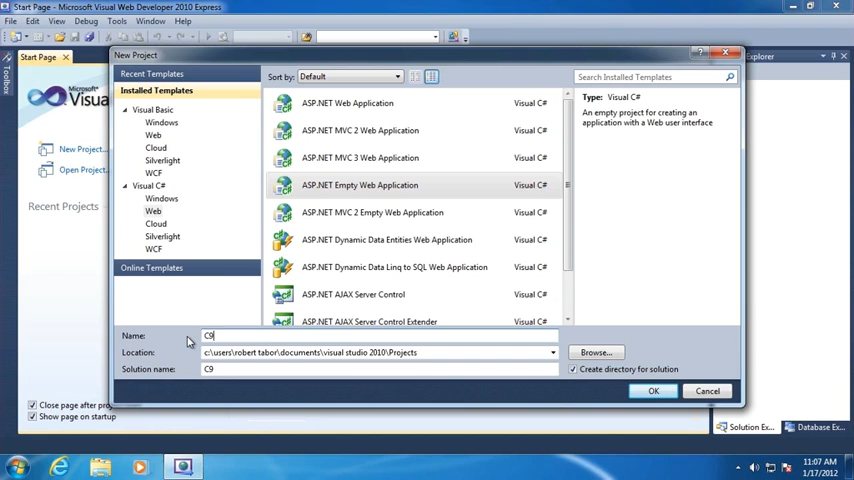 Start Page - Microsoft Visual Web Developer 2010 Express
File Edit View Debug Tools Window Help
Start Page
Explorer
Toolbox
Microsoft®
Visu
New Project...
Open Project...
Recent Projects
Close page after proj
Show page on startup
New Project
Recent Templates
Installed Templates
Visual Basic
Windows
Web
Cloud
Silverlight
WCF
Visual C#
Windows
Web
Cloud
Silverlight
WCF
Online Templates
Sort by: Default
Search Installed Templates
ASP.NET Web Application Visual C#
ASP.NET MVC 2 Web Application Visual C#
ASP.NET MVC 3 Web Application Visual C#
ASP.NET Empty Web Application Visual C#
ASP.NET MVC 2 Empty Web Application Visual C#
ASP.NET Dynamic Data Entities Web Application Visual C#
ASP.NET Dynamic Data Linq to SQL Web Application Visual C#
ASP.NET AJAX Server Control Visual C#
ASP.NET AJAX Server Control Extender Visual C#
Type: Visual C#
An empty project for creating an
application with a Web user interface
Name: C9
Location: c:\users\robert tabor\documents\visual studio 2010\Projects
Browse...
Solution name: C9
Create directory for solution
OK Cancel
Solution Ex... Database Ex...
11:07 AM
1/17/2012